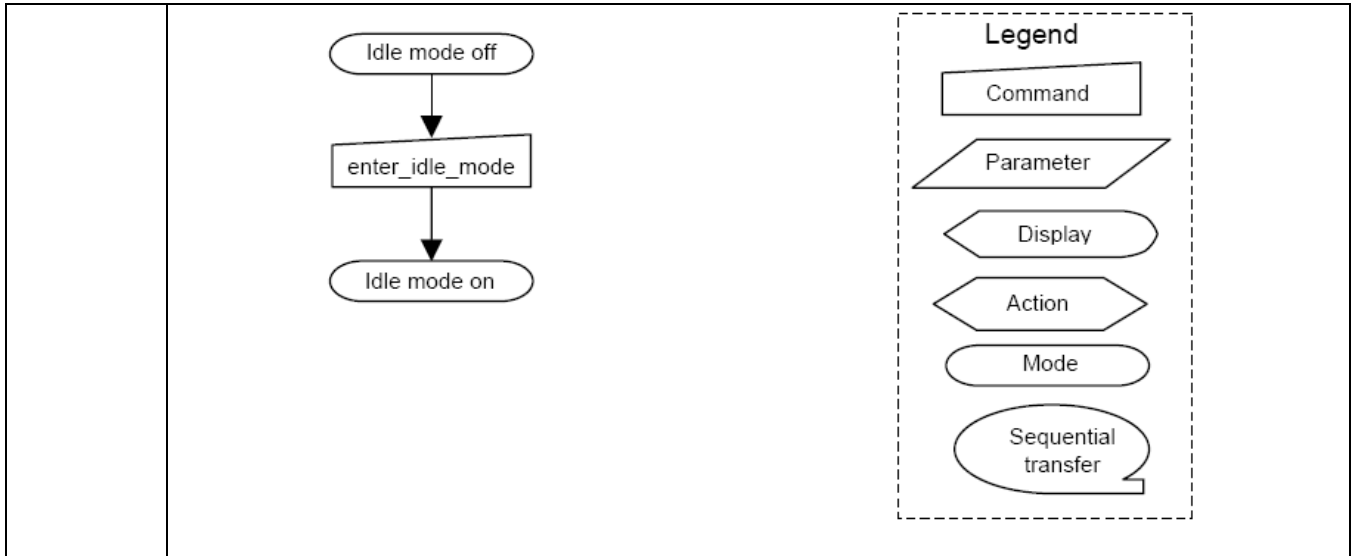 Idle mode off
enter_idle_mode
Idle mode on
Legend
Command
Parameter
Display
Action
Mode
Sequential
transfer